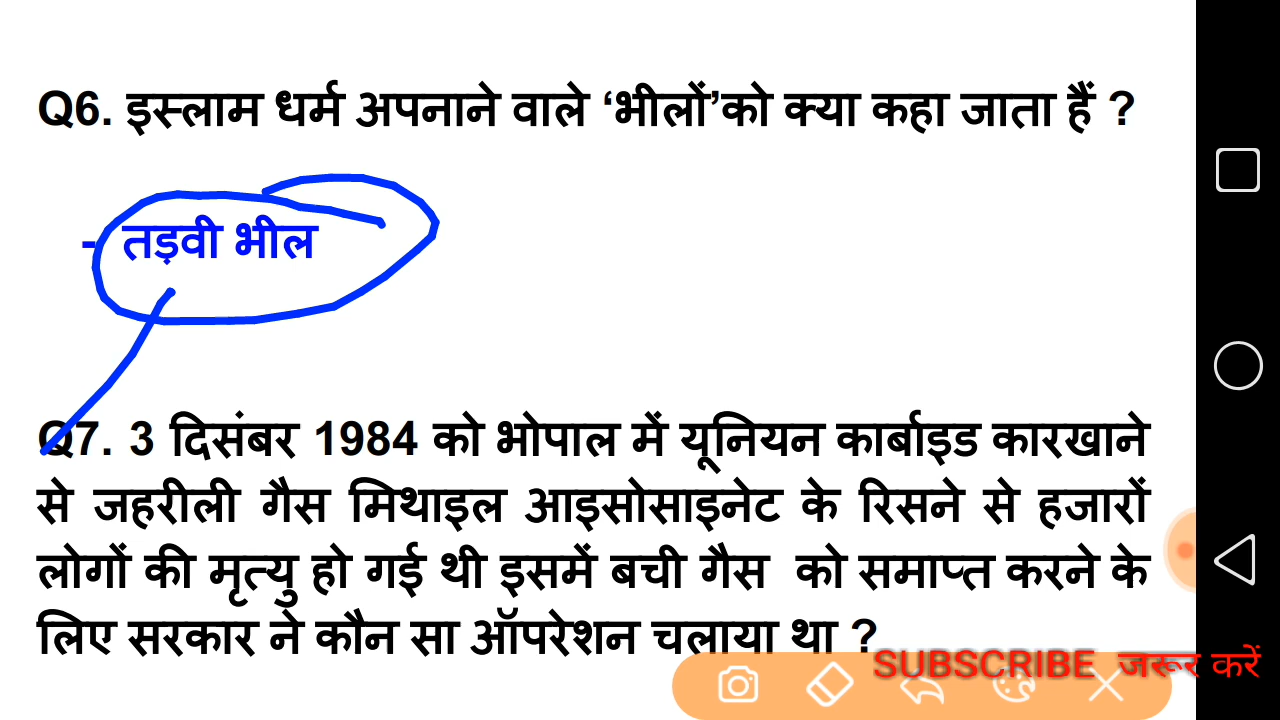 Q6. इस्लाम धर्म अपनाने वाले ‘भीलों’को क्या कहा जाता हैं ?
- तड़वी भील
Q7. 3 दिसंबर 1984 को भोपाल में यूनियन कार्बाइड कारखाने
से जहरीली गैस मिथाइल आइसोसाइनेट के रिसने से हजारों
लोगों की मृत्यु हो गई थी इसमें बची गैस को समाप्त करने के
लिए सरकार ने कौन सा ऑपरेशन चलाया था ?
SUBSCRIBE जरूर करें